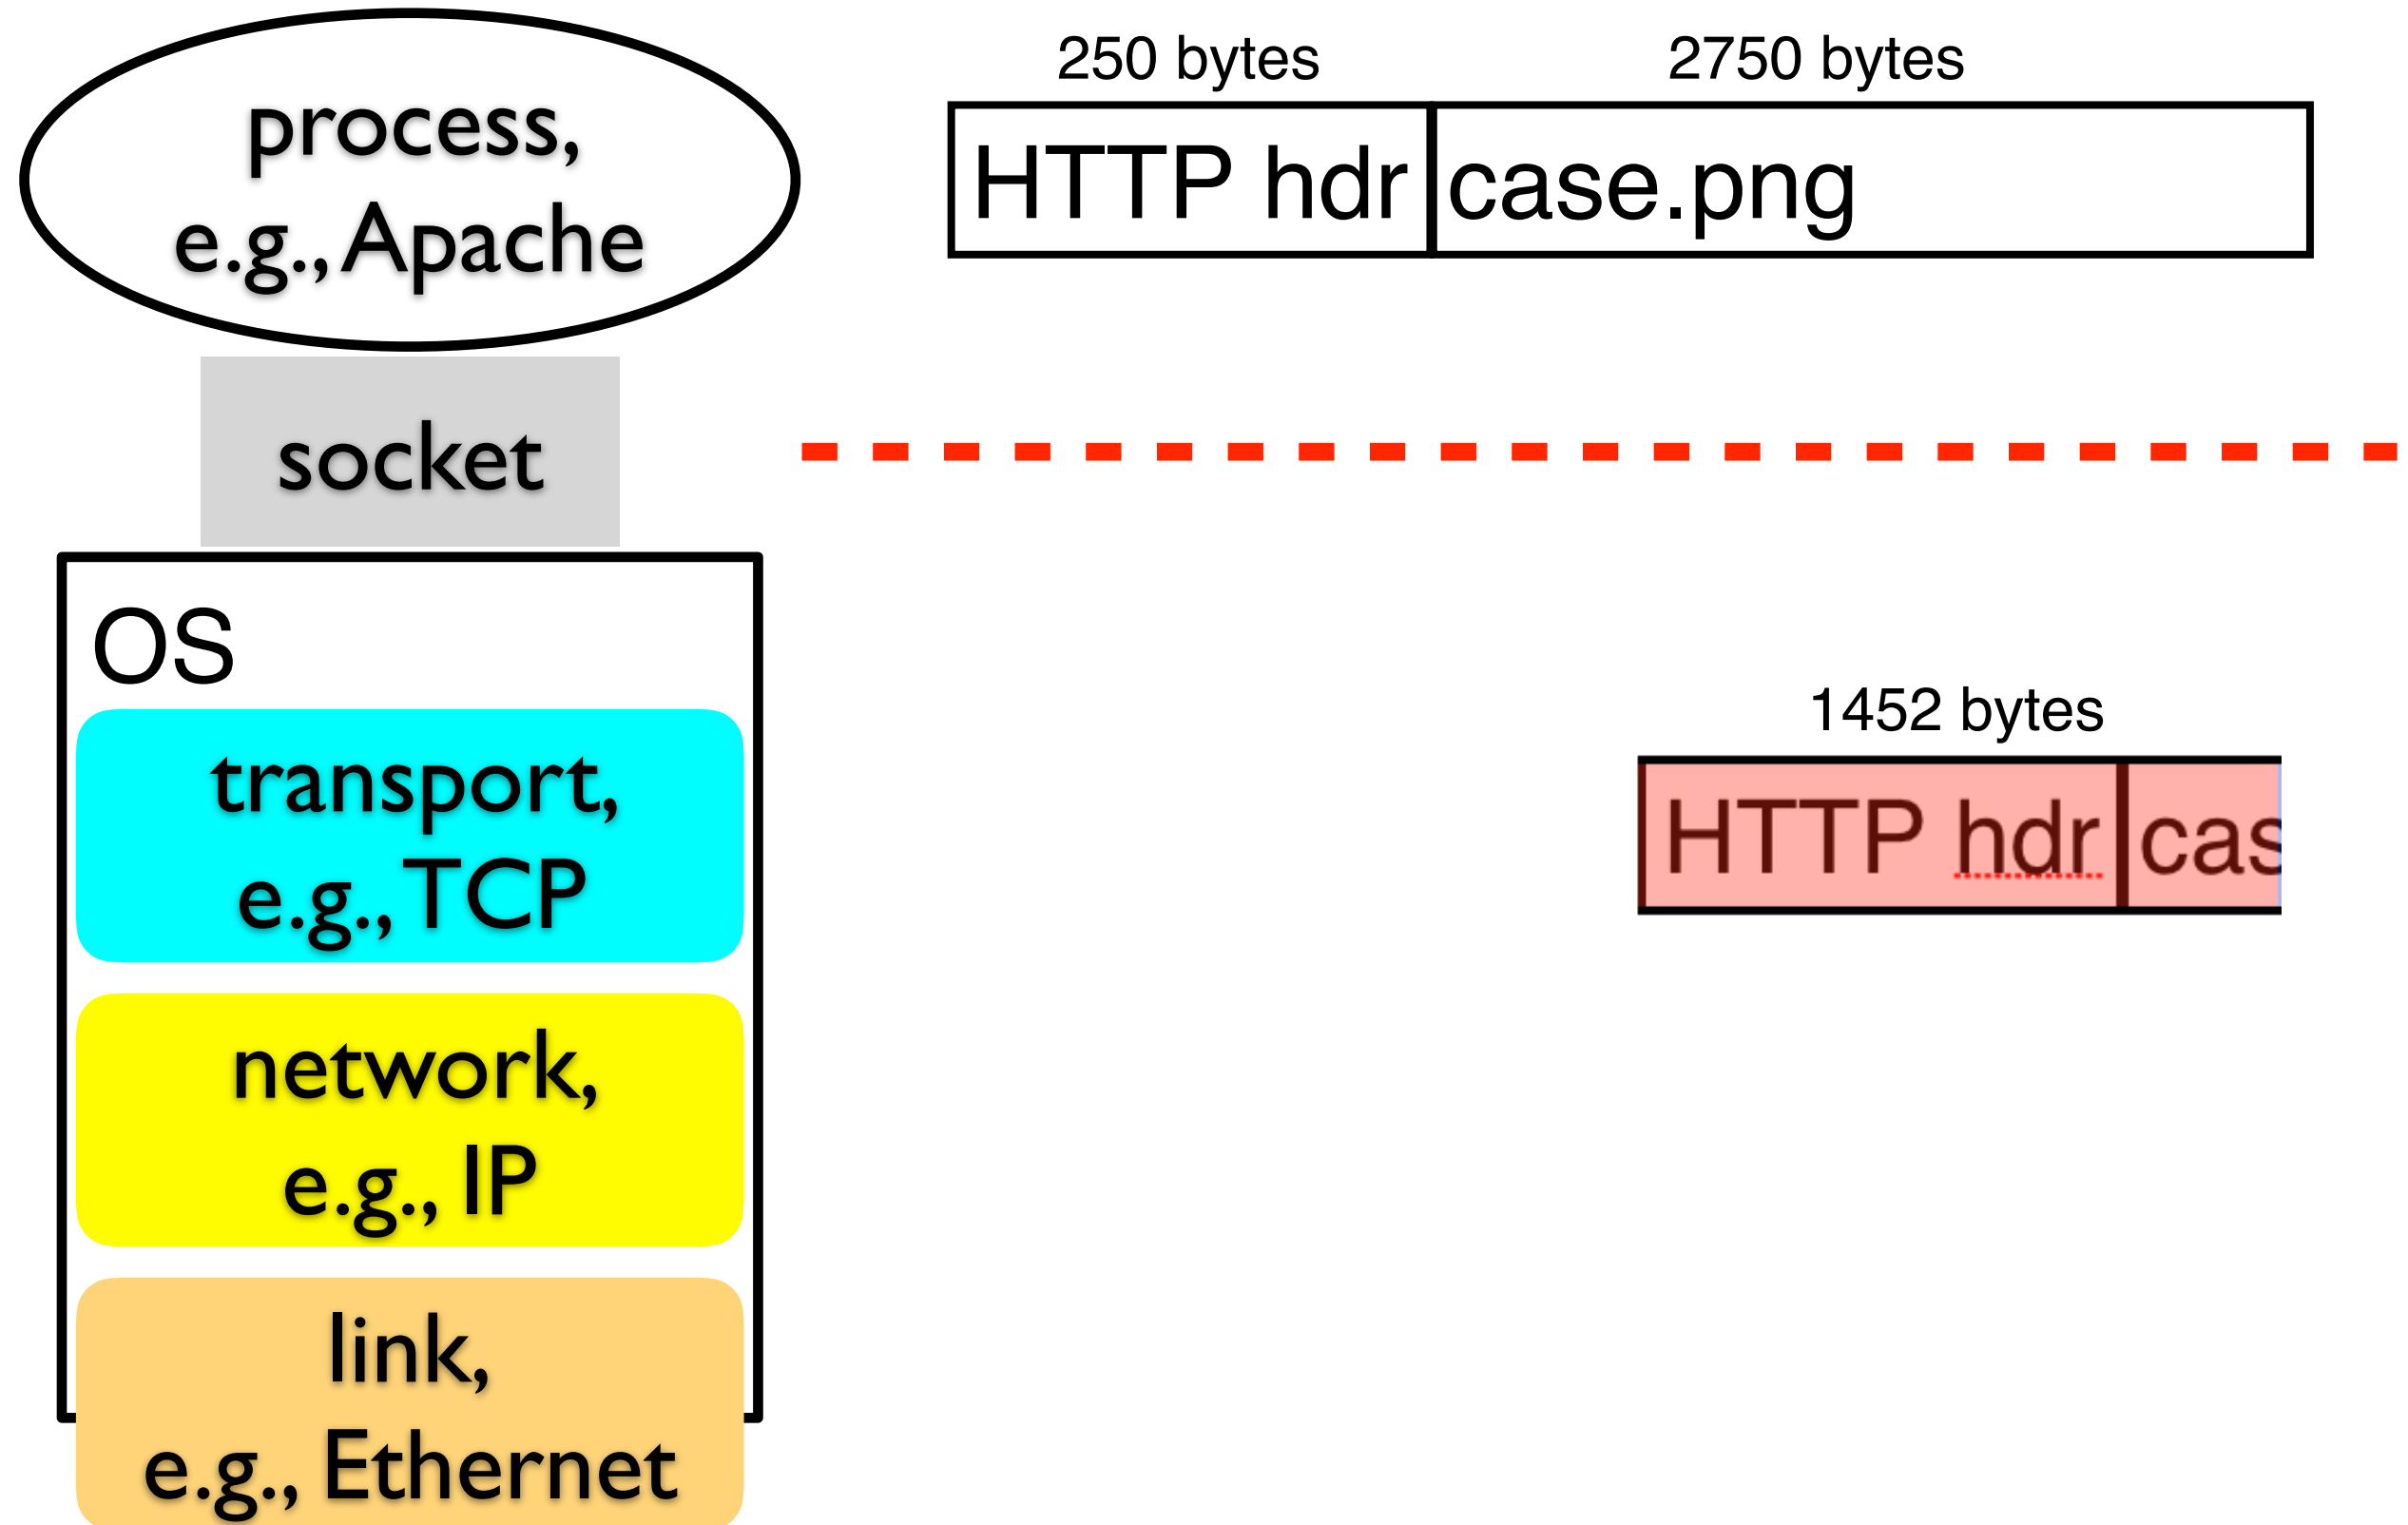 process,
e.g., Apache
250 bytes
2750 bytes
HTTP hdr
case.png
socket
OS
transport,
e.g., TCP
1452 bytes
HTTP hdr
cas
network,
e.g., IP
link,
e.g., Ethernet